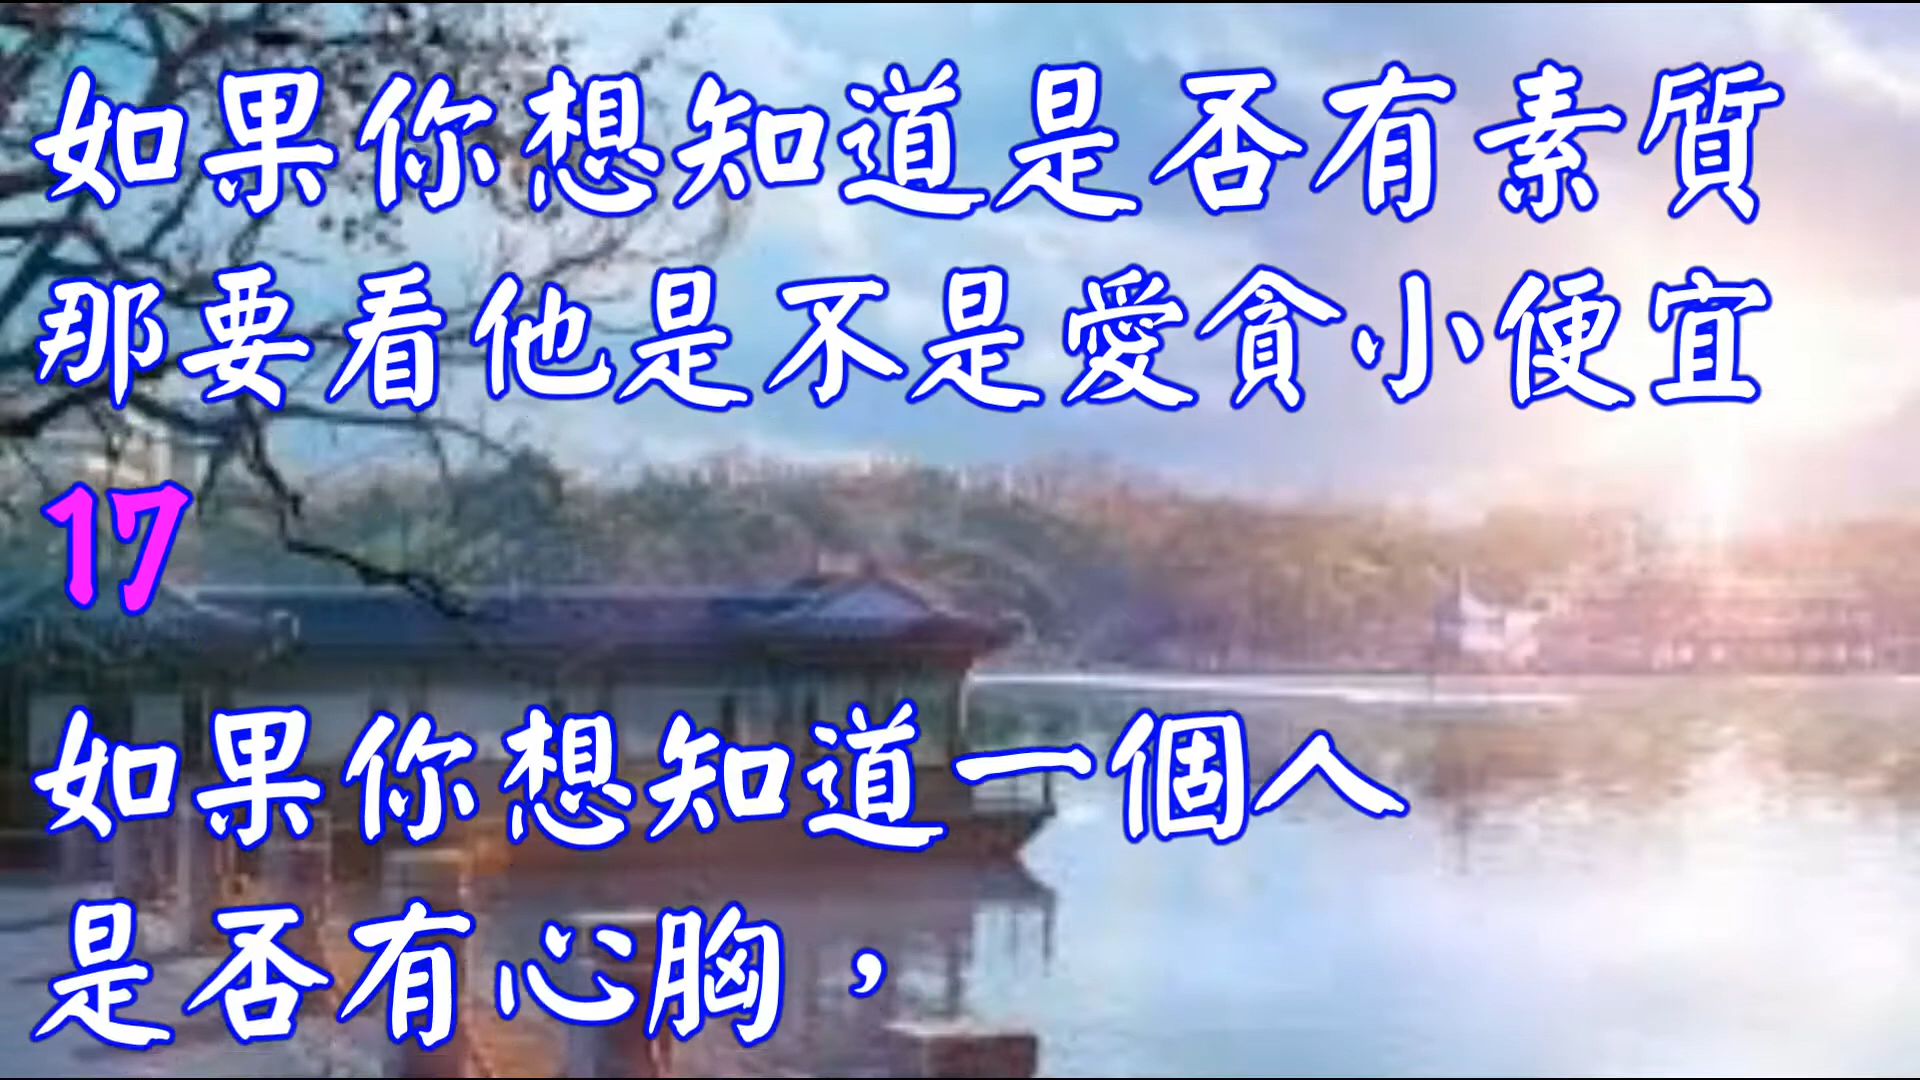 如果你想知道是否有素質
那要看他是不是愛貪小便宜
17
如果你想知道一個人
是否有心胸，